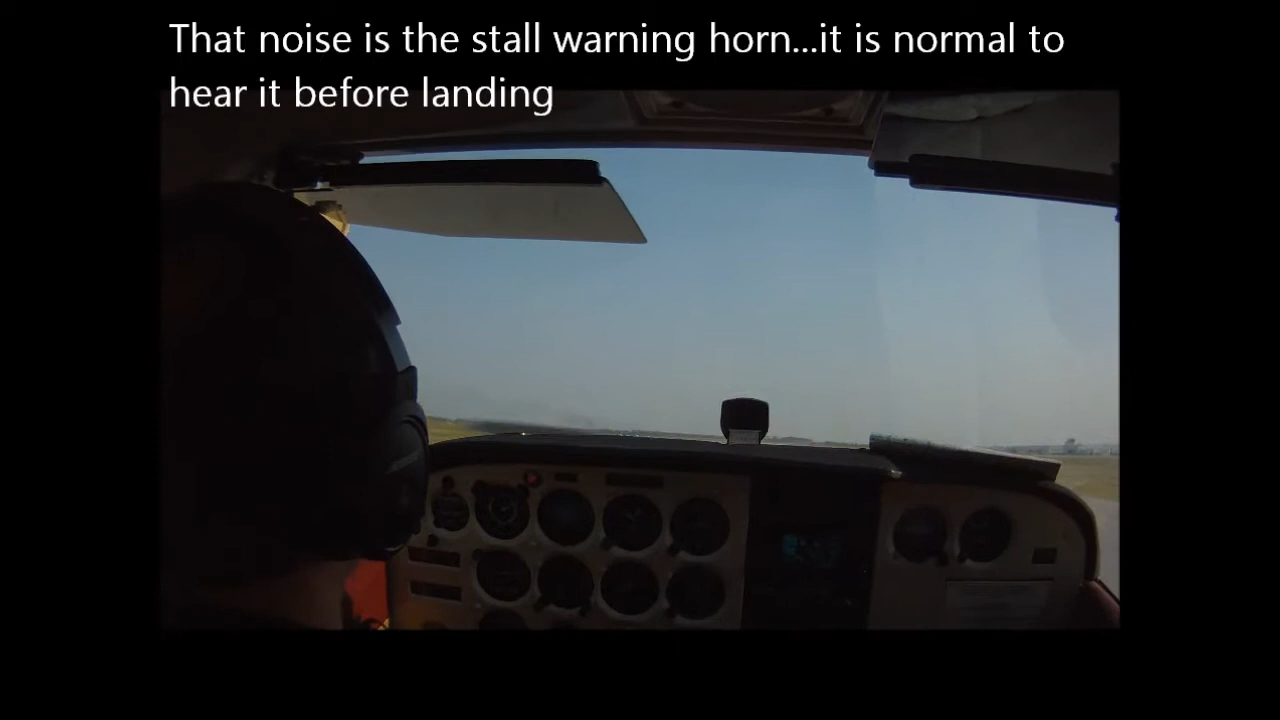 That noise is the stall warning horn...it is normal to
hear it before landing